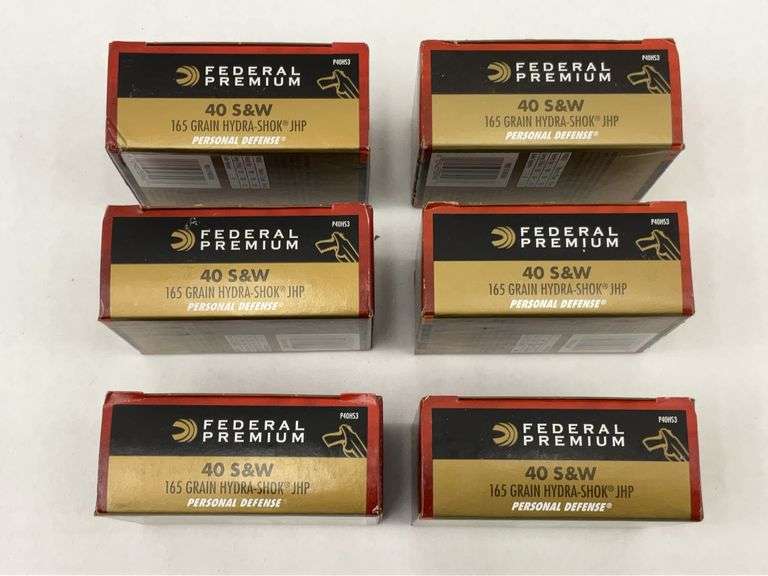 P40HS3
FEDERAL
PREMIUM
40 S&W
165 GRAIN HYDRA-SHOK® JHP
PERSONAL DEFENSE®
P40HS3
FEDERAL
PREMIUM
40 S&W
165 GRAIN HYDRA-SHOK® JHP
PERSONAL DEFENSE®
P40HS3
FEDERAL
PREMIUM
40 S&W
165 GRAIN HYDRA-SHOK® JHP
PERSONAL DEFENSE®
P40HS3
FEDERAL
PREMIUM
40 S&W
165 GRAIN HYDRA-SHOK® JHP
PERSONAL DEFENSE®
P40HS3
FEDERAL
PREMIUM
40 S&W
165 GRAIN HYDRA-SHOK® JHP
PERSONAL DEFENSE®
P40HS3
FEDERAL
PREMIUM
40 S&W
165 GRAIN HYDRA-SHOK® JHP
PERSONAL DEFENSE®